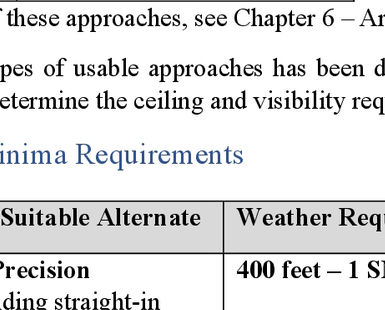 f these approaches, see Chapter 6 – Ar
pes of usable approaches has been d
etermine the ceiling and visibility req
inima Requirements
Suitable Alternate Weather Requ
Precision 400 feet – 1 S
ding straight-in